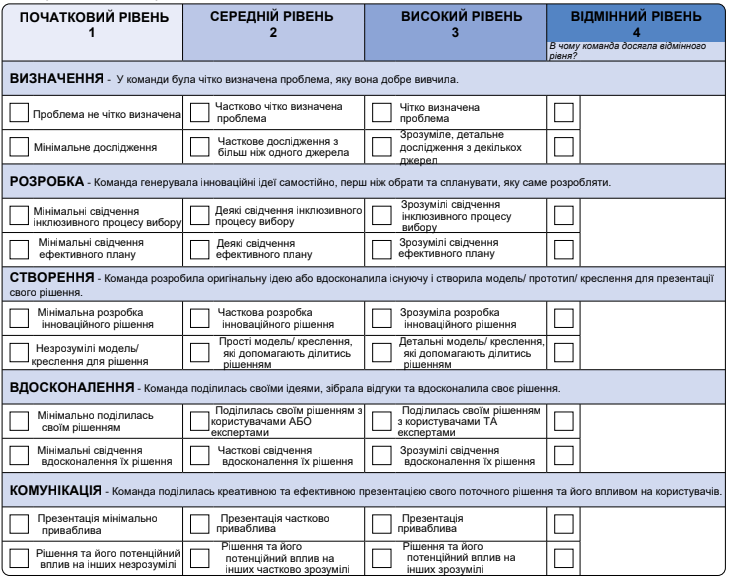 ПОЧАТКОВИЙ РІВЕНЬ
1
СЕРЕДНІЙ РІВЕНЬ
2
ВИСОКИЙ РІВЕНЬ
3
ВІДМІННИЙ РІВЕНЬ
4
В чому команда досягла відмінного
рівня?
ВИЗНАЧЕННЯ - У команди була чітко визначена проблема, яку вона добре вивчила.
Проблема не чітко визначена
Частково чітко визначена
проблема
Чітко визначена
проблема
Мінімальне дослідження
Часткове дослідження з
більш ніж одного джерела
Зрозуміле, детальне
дослідження з декількох
джерел
РОЗРОБКА - Команда генерувала інноваційні ідеї самостійно, перш ніж обрати та спланувати, яку саме розробляти.
Мінімальні свідчення
інклюзивного процесу вибору
Деякі свідчення інклюзивного
процесу вибору
Зрозумілі свідчення
інклюзивного процесу
вибору
Мінімальні свідчення
ефективного плану
Деякі свідчення
ефективного плану
Зрозумілі свідчення
ефективного плану
СТВОРЕННЯ - Команда розробила оригінальну ідею або вдосконалила існуючу і створила модель/ прототип/ креслення для презентації
свого рішення.
Мінімальна розробка
інноваційного рішення
Часткова розробка
інноваційного рішення
Зрозуміла розробка
інноваційного рішення
Незрозумілі модель/
креслення для рішення
Прості модель/ креслення,
які допомагають ділитись
рішенням
Детальні модель/ креслення,
які допомагають ділитись
рішенням
ВДОСКОНАЛЕННЯ - Команда поділилась своїми ідеями, зібрала відгуки та вдосконалила своє рішення.
Мінімально поділилась
своїм рішенням
Поділилась своїм рішенням з
користувачами АБО
експертами
Поділилась своїм рішенням
з користувачами ТА
експертами
Мінімальні свідчення
вдосконалення їх рішення
Часткові свідчення
вдосконалення їх рішення
Зрозумілі свідчення
вдосконалення їх рішення
КОМУНІКАЦІЯ - Команда поділилась креативною та ефективною презентацією свого поточного рішення та його впливом на користувачів.
Презентація мінімально
приваблива
Презентація частково
приваблива
Презентація
приваблива
Рішення та його потенційний
вплив на інших незрозумілі
Рішення та його
потенційний вплив на
інших частково зрозумілі
Рішення та його
потенційний вплив на
інших зрозумілі